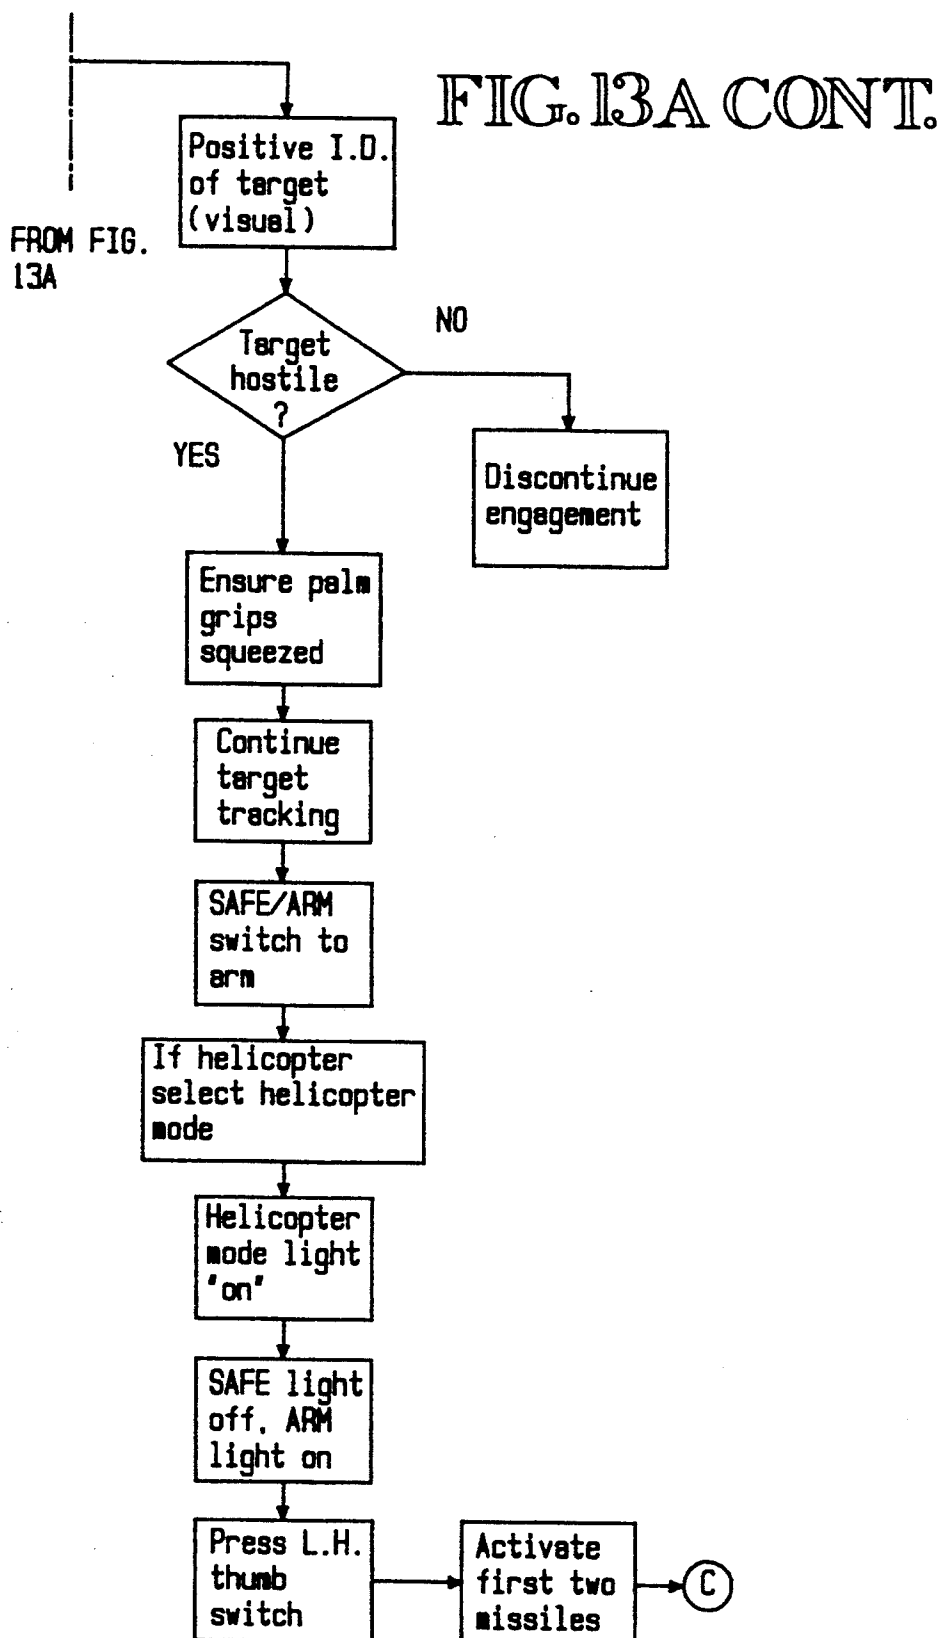 FIG. 13A CONT.
Positive I.D.
of target
(visual)
FROM FIG.
13A
Target
hostile
?
NO
YES
Discontinue
engagement
Ensure palm
grips
squeezed
Continue
target
tracking
SAFE/ARM
switch to
arm
If helicopter
select helicopter
mode
Helicopter
mode light
"on"
SAFE light
off, ARM
light on
Press L.H.
thumb
switch
Activate
first two
missiles
C